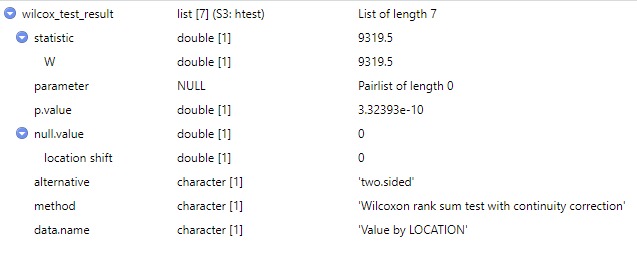 wilcox_test_result list [7] (S3: htest) List of length 7
statistic double [1] 9319.5
W double [1] 9319.5
parameter NULL Pairlist of length 0
p.value double [1] 3.32393e-10
null.value double [1] 0
location shift double [1] 0
alternative character [1] 'two.sided'
method character [1] 'Wilcoxon rank sum test with continuity correction'
data.name character [1] 'Value by LOCATION'